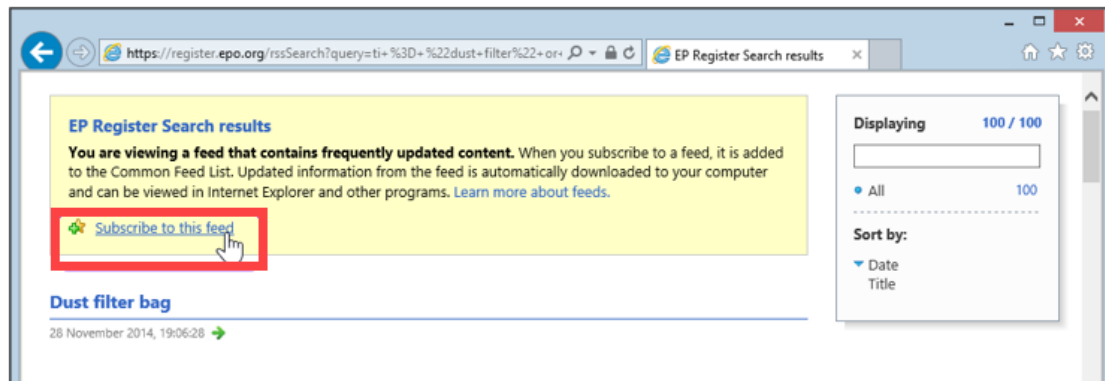 https://register.epo.org/rssSearch?query=ti+%3D+%22dust+filter%22+or+
EP Register Search results
EP Register Search results
You are viewing a feed that contains frequently updated content. When you subscribe to a feed, it is added
to the Common Feed List. Updated information from the feed is automatically downloaded to your computer
and can be viewed in Internet Explorer and other programs. Learn more about feeds.
Subscribe to this feed
Dust filter bag
28 November 2014, 19:06:28
Displaying 100 / 100
All 100
Sort by:
Date
Title